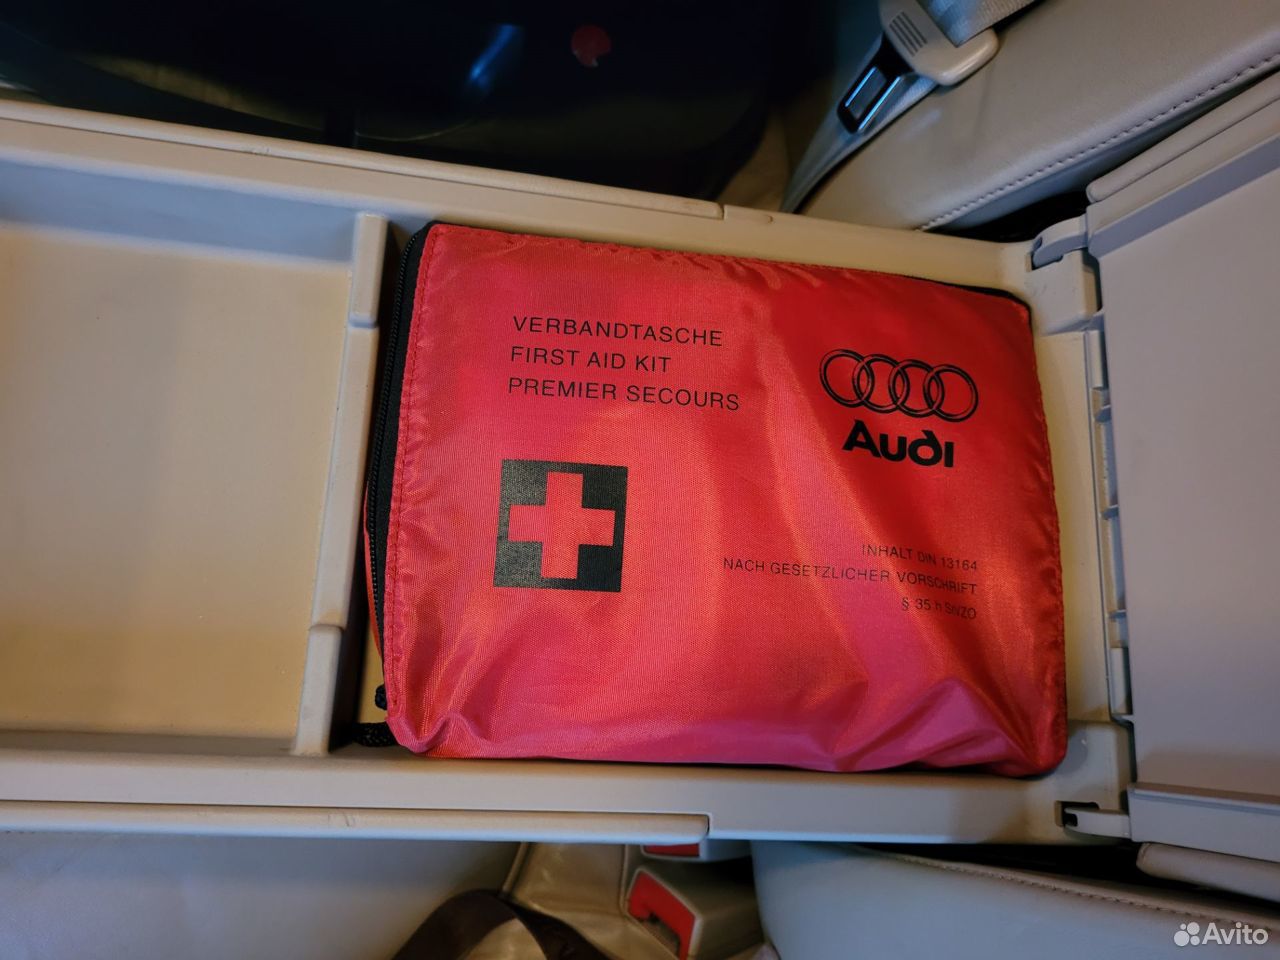 VERBANDTASCHE
FIRST AID KIT
PREMIER SECOURS
Audi
INHALT DIN 13164
NACH GESETZLICHER VORSCHRIFT
§ 35 h StVZO
Avito